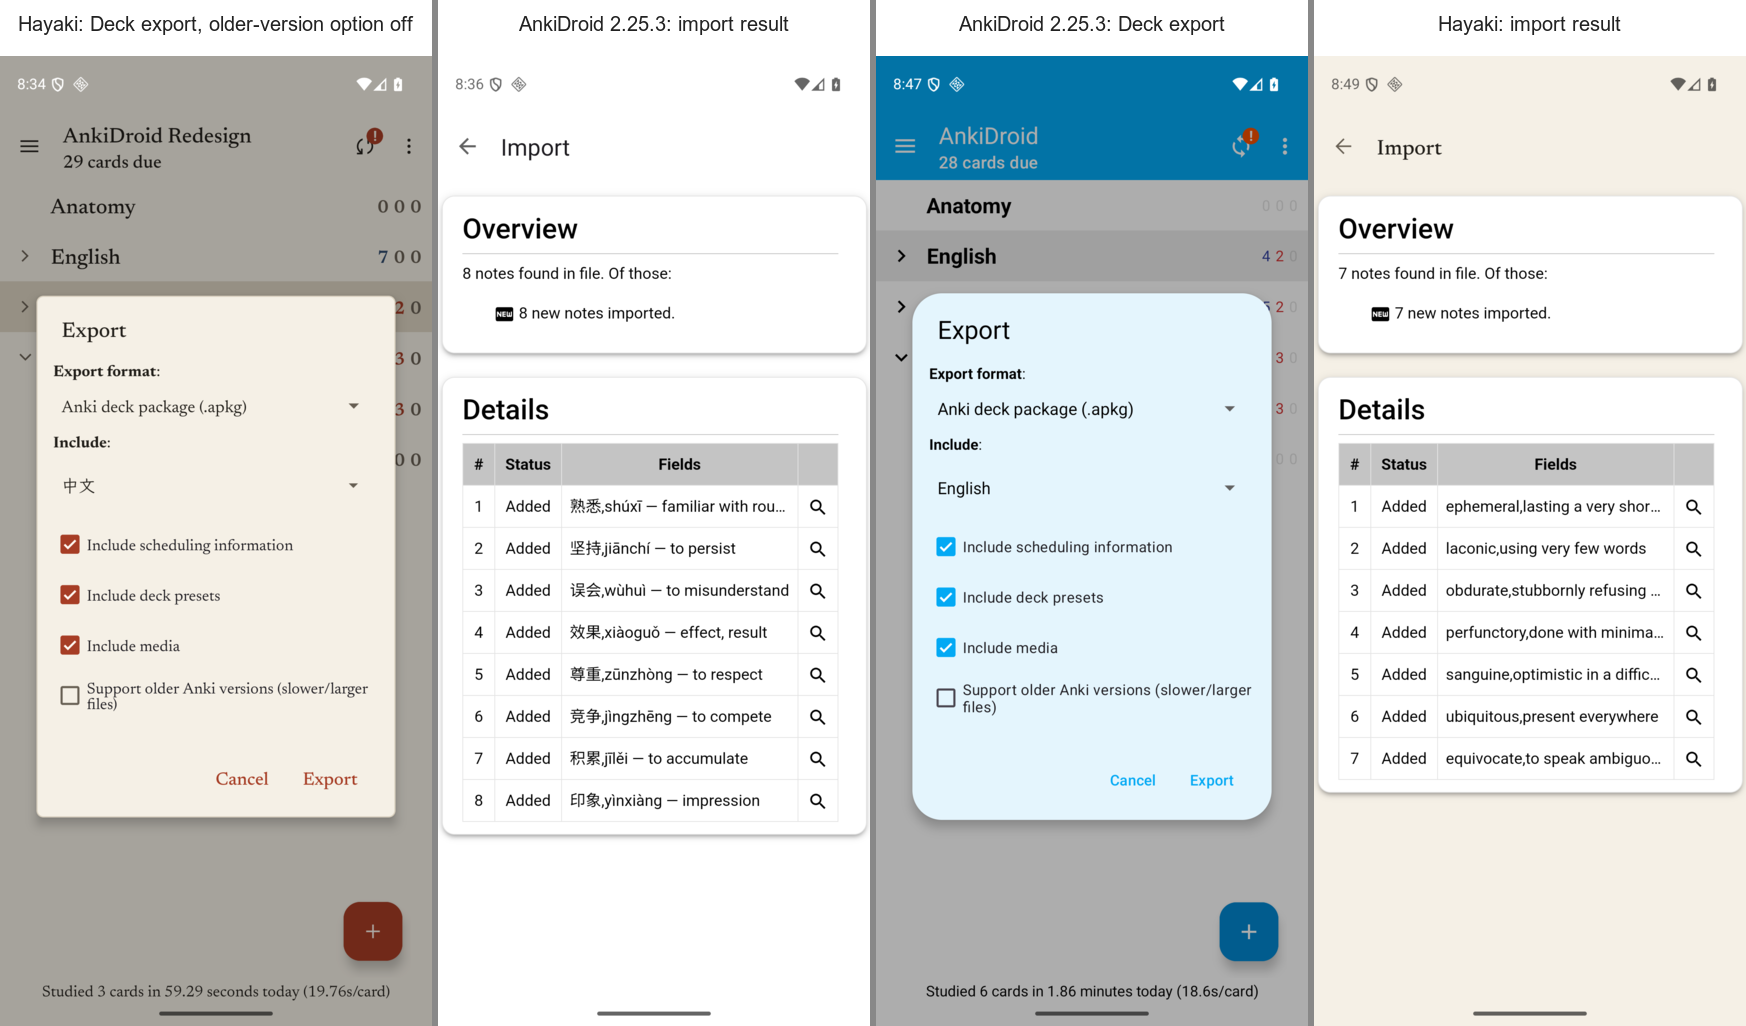 Hayaki: Deck export, older-version option off
8:34
AnkiDroid Redesign
29 cards due
Anatomy 0 0 0
English 7 0 0
2 0
3 0
3 0
0 0
Export
Export format:
Anki deck package (.apkg)
Include:
中文
Include scheduling information
Include deck presets
Include media
Support older Anki versions (slower/larger
files)
Cancel Export
Studied 3 cards in 59.29 seconds today (19.76s/card)
AnkiDroid 2.25.3: import result
8:36
Import
Overview
8 notes found in file. Of those:
NEW 8 new notes imported.
Details
# Status Fields
1 Added 熟悉,shúxī — familiar with rou...
2 Added 坚持,jiānchí — to persist
3 Added 误会,wùhuì — to misunderstand
4 Added 效果,xiàoguǒ — effect, result
5 Added 尊重,zūnzhòng — to respect
6 Added 竞争,jìngzhēng — to compete
7 Added 积累,jīlěi — to accumulate
8 Added 印象,yìnxiàng — impression
AnkiDroid 2.25.3: Deck export
8:47
AnkiDroid
28 cards due
Anatomy 0 0 0
English 4 2 0
5 2 0
3 0
3 0
0 0
Export
Export format:
Anki deck package (.apkg)
Include:
English
Include scheduling information
Include deck presets
Include media
Support older Anki versions (slower/larger
files)
Cancel Export
Studied 6 cards in 1.86 minutes today (18.6s/card)
Hayaki: import result
8:49
Import
Overview
7 notes found in file. Of those:
NEW 7 new notes imported.
Details
# Status Fields
1 Added ephemeral,lasting a very shor...
2 Added laconic,using very few words
3 Added obdurate,stubbornly refusing ...
4 Added perfunctory,done with minima...
5 Added sanguine,optimistic in a diffic...
6 Added ubiquitous,present everywhere
7 Added equivocate,to speak ambiguo...